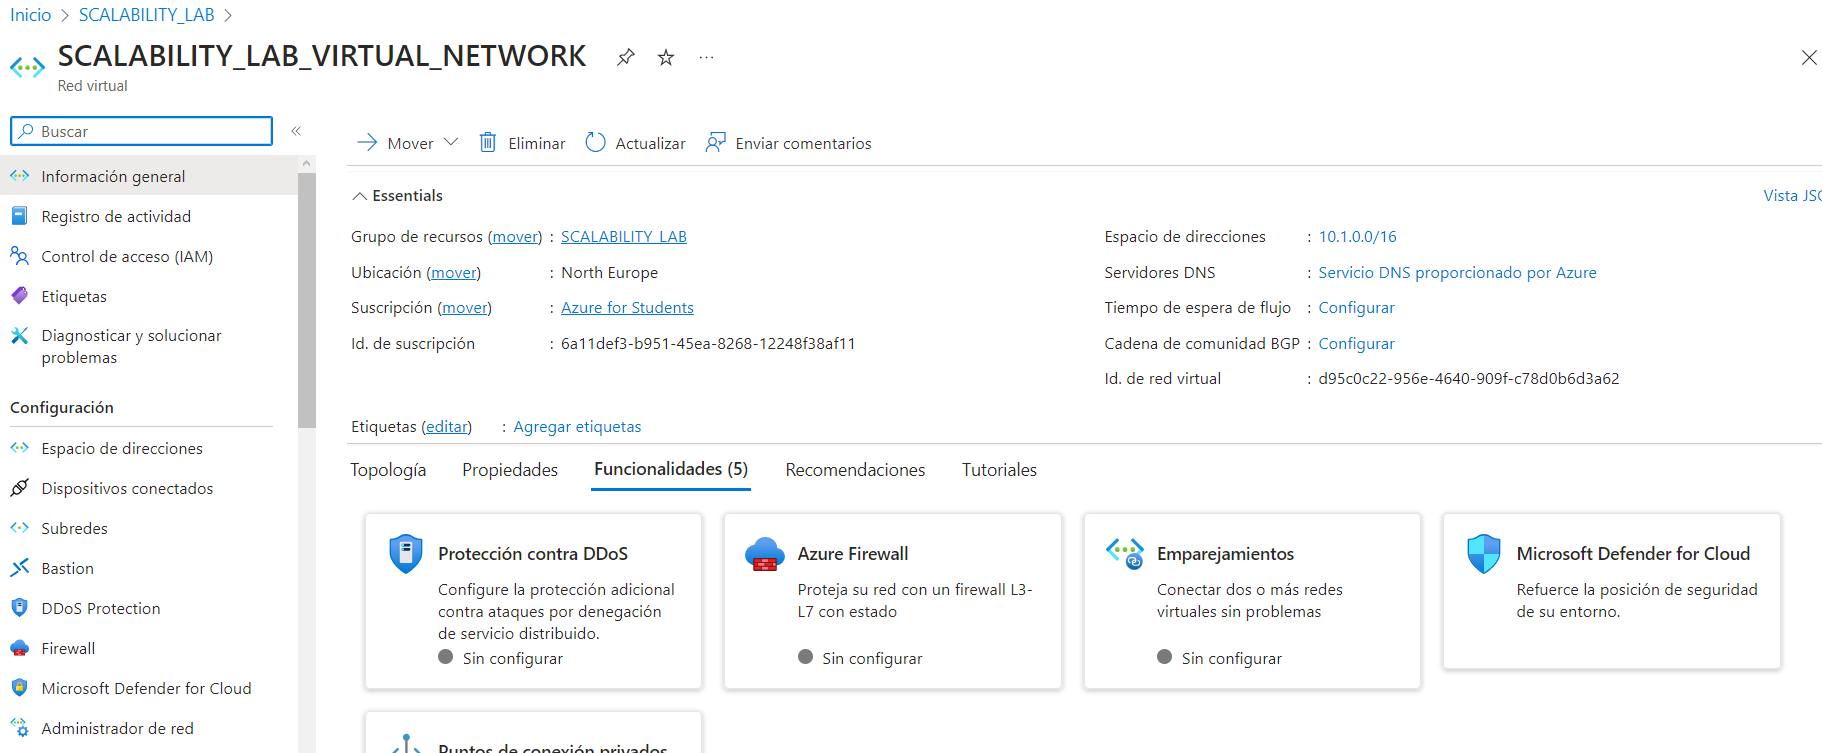 Inicio > SCALABILITY_LAB >
SCALABILITY_LAB_VIRTUAL_NETWORK
Red virtual
Buscar
Información general
Registro de actividad
Control de acceso (IAM)
Etiquetas
Diagnosticar y solucionar
problemas
Configuración
Espacio de direcciones
Dispositivos conectados
Subredes
Bastion
DDoS Protection
Firewall
Microsoft Defender for Cloud
Administrador de red
Mover Eliminar Actualizar Enviar comentarios
Essentials
Vista JSO
Grupo de recursos (mover) : SCALABILITY_LAB
Ubicación (mover) : North Europe
Suscripción (mover) : Azure for Students
Id. de suscripción : 6a11def3-b951-45ea-8268-12248f38af11
Espacio de direcciones : 10.1.0.0/16
Servidores DNS : Servicio DNS proporcionado por Azure
Tiempo de espera de flujo : Configurar
Cadena de comunidad BGP : Configurar
Id. de red virtual : d95c0c22-956e-4640-909f-c78d0b6d3a62
Etiquetas (editar) : Agregar etiquetas
Topología Propiedades Funcionalidades (5) Recomendaciones Tutoriales
Protección contra DDoS
Configure la protección adicional
contra ataques por denegación
de servicio distribuido.
Sin configurar
Azure Firewall
Proteja su red con un firewall L3-
L7 con estado
Sin configurar
Emparejamientos
Conectar dos o más redes
virtuales sin problemas
Sin configurar
Microsoft Defender for Cloud
Refuerce la posición de seguridad
de su entorno.
Puntos de conexión privados